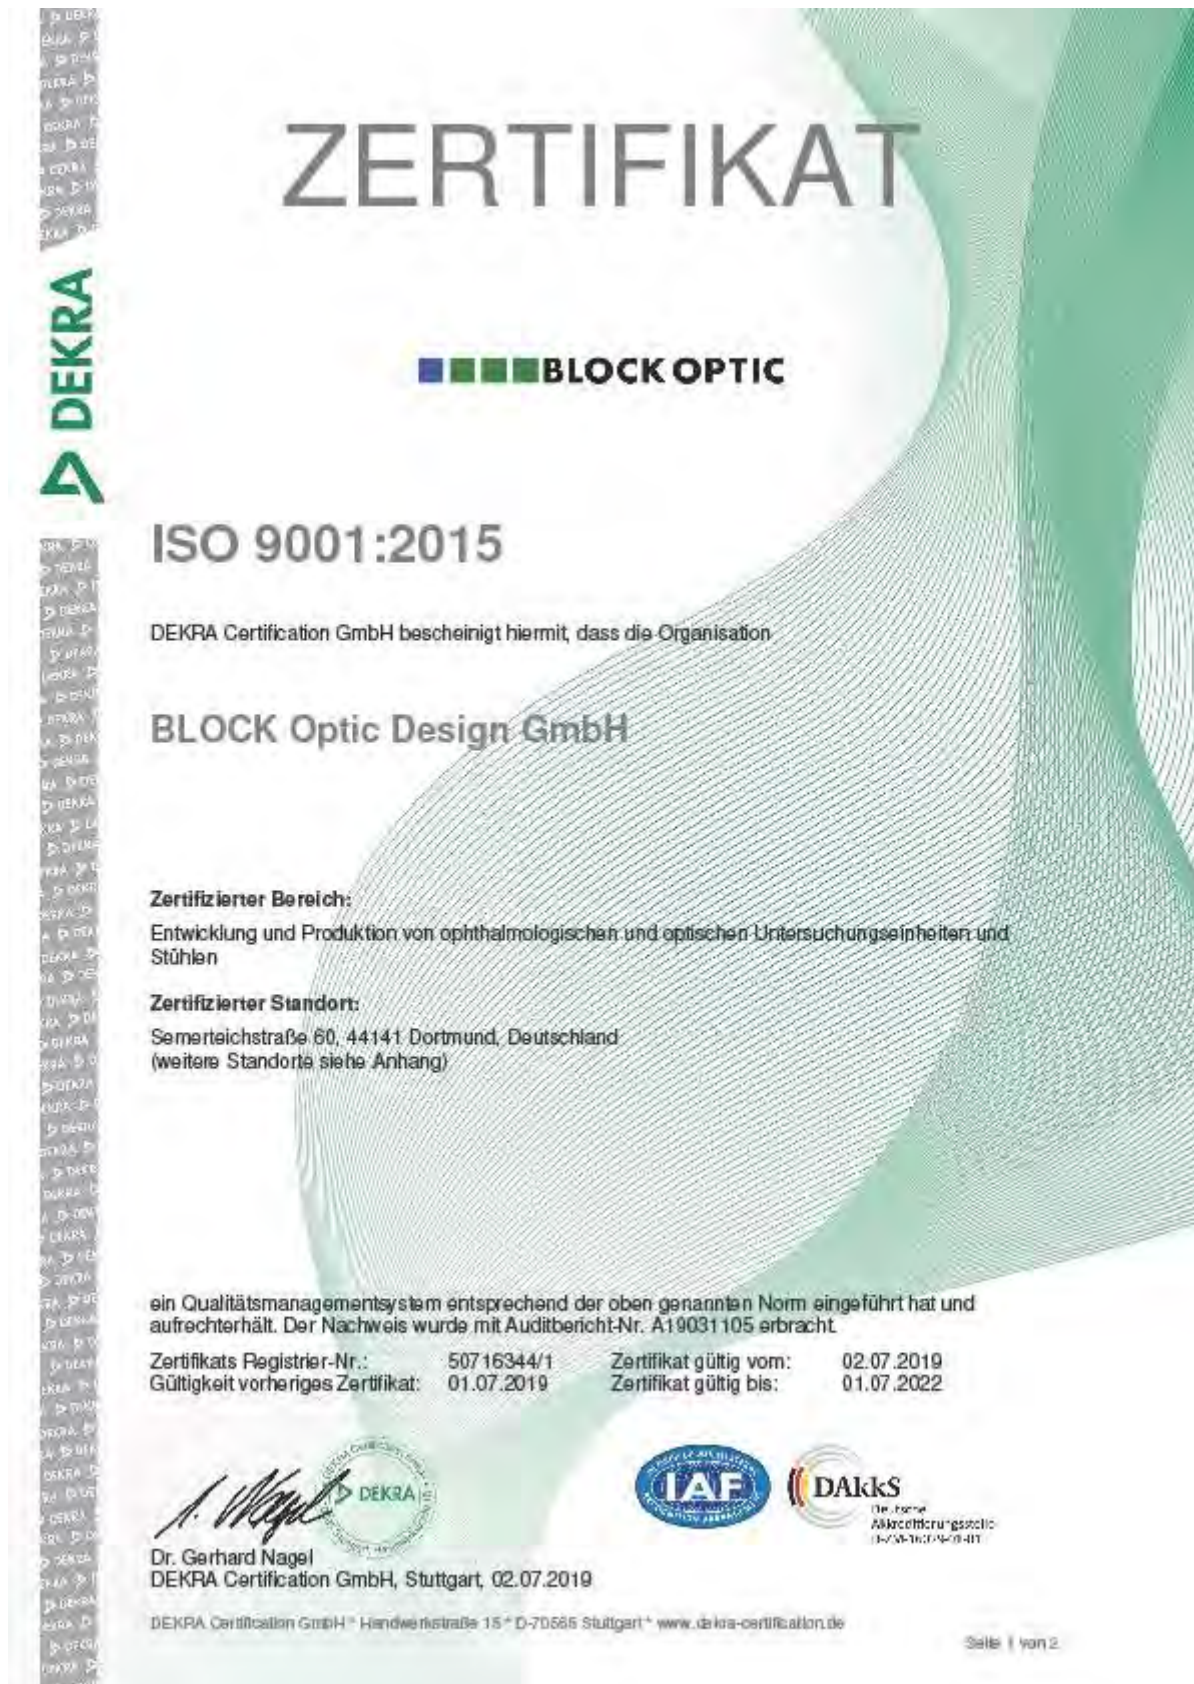 ZERTIFIKAT
DEKRA
BLOCK OPTIC
ISO 9001:2015
DEKRA Certification GmbH bescheinigt hiermit, dass die Organisation
BLOCK Optic Design GmbH
Zertifizierter Bereich:
Entwicklung und Produktion von ophthalmologischen und optischen Untersuchungseinheiten und
Stühlen
Zertifizierter Standort:
Semerteichstraße 60, 44141 Dortmund, Deutschland
(weitere Standorte siehe Anhang)
ein Qualitätsmanagementsystem entsprechend der oben genannten Norm eingeführt hat und
aufrechterhält. Der Nachweis wurde mit Auditbericht-Nr. A19031105 erbracht.
Zertifikats Registrier-Nr.: 50716344/1 Zertifikat gültig vom: 02.07.2019
Gültigkeit vorheriges Zertifikat: 01.07.2019 Zertifikat gültig bis: 01.07.2022
DEKRA
IAF
DAkkS
Deutsche
Akkreditierungsstelle
Dr. Gerhard Nagel
DEKRA Certification GmbH, Stuttgart, 02.07.2019
DEKRA Certification GmbH * Handwerkstraße 15 * D-70565 Stuttgart * www.dekra-certification.de
Seite 1 von 2